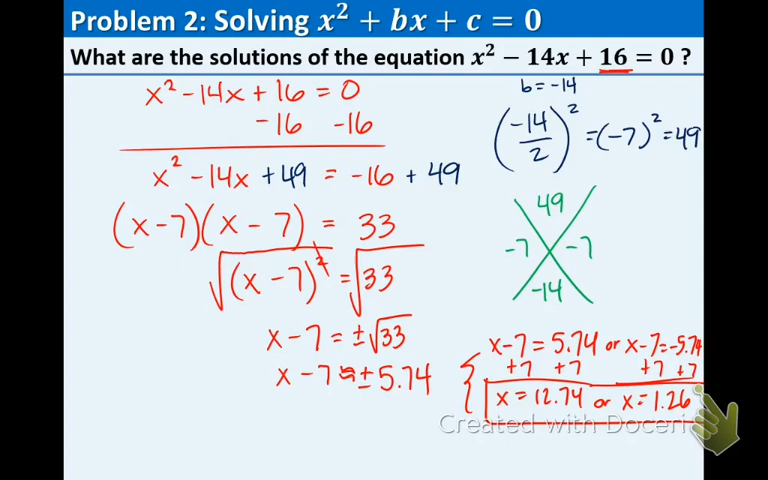 Problem 2: Solving x² + bx + c = 0
What are the solutions of the equation x² − 14x + 16 = 0 ?
x² - 14x + 16 = 0
-16 -16
x² - 14x + 49 = -16 + 49
(x - 7)(x - 7) = 33
√(x - 7)² = √33
x - 7 = ±√33
x - 7 ≈ ± 5.74
b = -14
(-14/2)² = (-7)² = 49
49
-7 -7
-14
x - 7 = 5.74 or x - 7 = -5.74
+7 +7 +7 +7
x = 12.74 or x = 1.26
Created with Doceri